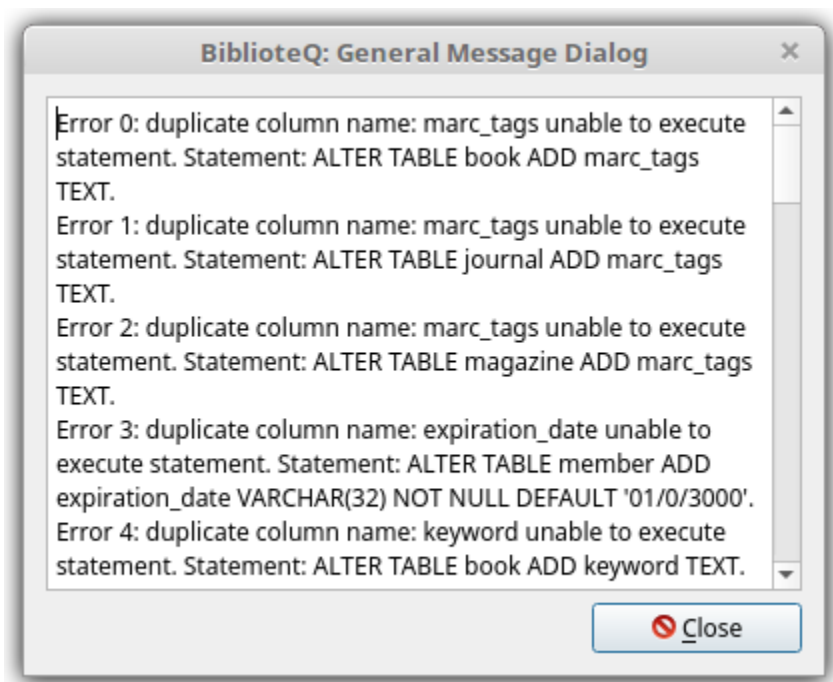 BiblioteQ: General Message Dialog
Error 0: duplicate column name: marc_tags unable to execute
statement. Statement: ALTER TABLE book ADD marc_tags
TEXT.
Error 1: duplicate column name: marc_tags unable to execute
statement. Statement: ALTER TABLE journal ADD marc_tags
TEXT.
Error 2: duplicate column name: marc_tags unable to execute
statement. Statement: ALTER TABLE magazine ADD marc_tags
TEXT.
Error 3: duplicate column name: expiration_date unable to
execute statement. Statement: ALTER TABLE member ADD
expiration_date VARCHAR(32) NOT NULL DEFAULT '01/0/3000'.
Error 4: duplicate column name: keyword unable to execute
statement. Statement: ALTER TABLE book ADD keyword TEXT.
Close